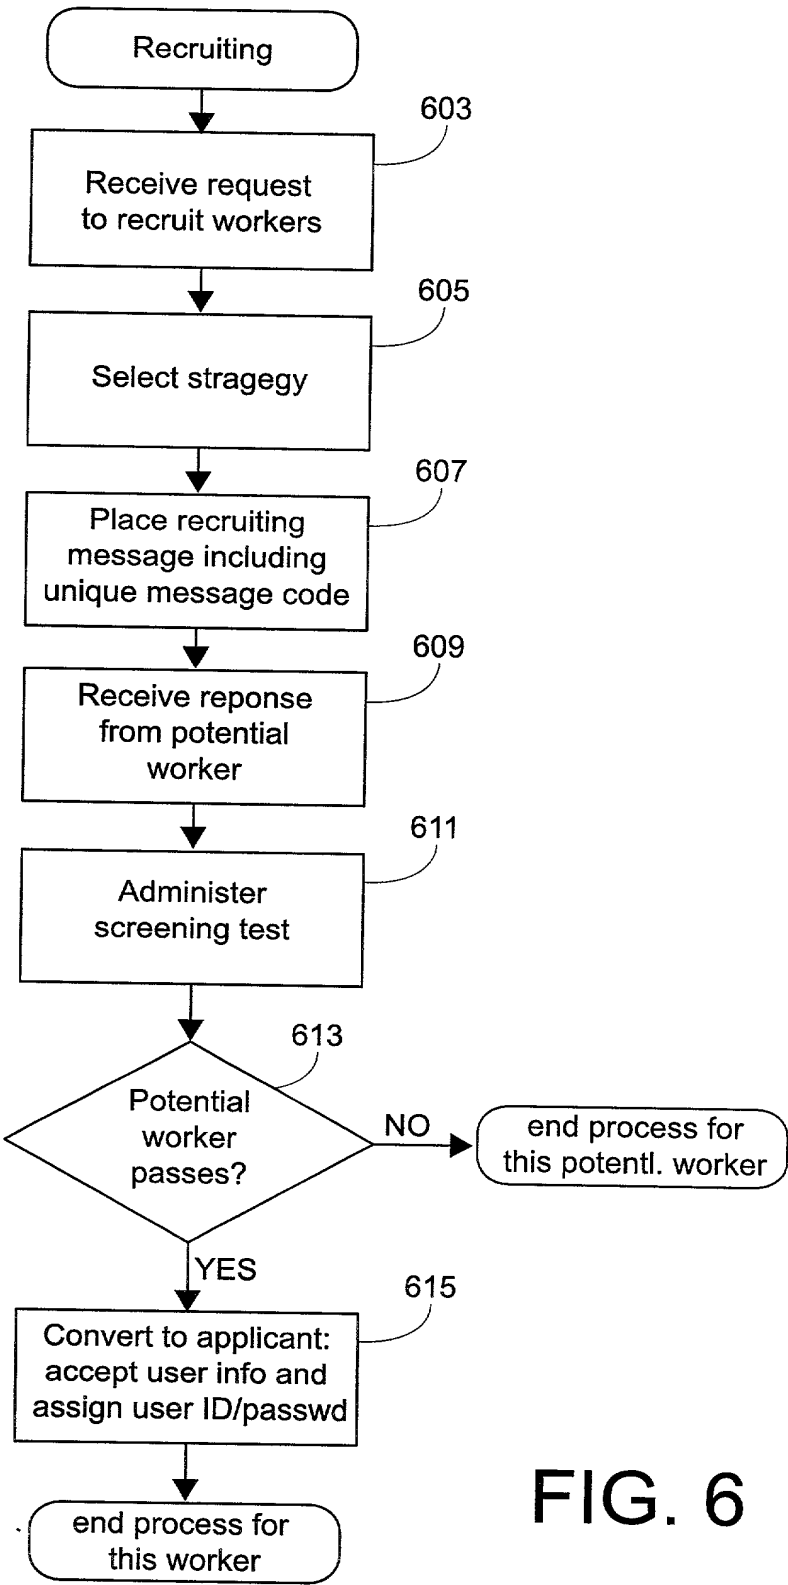 Recruiting
603
Receive request
to recruit workers
605
Select stragegy
607
Place recruiting
message including
unique message code
609
Receive reponse
from potential
worker
611
Administer
screening test
613
Potential
worker
passes?
NO
end process for
this potentl. worker
YES
615
Convert to applicant:
accept user info and
assign user ID/passwd
end process for
this worker
FIG. 6